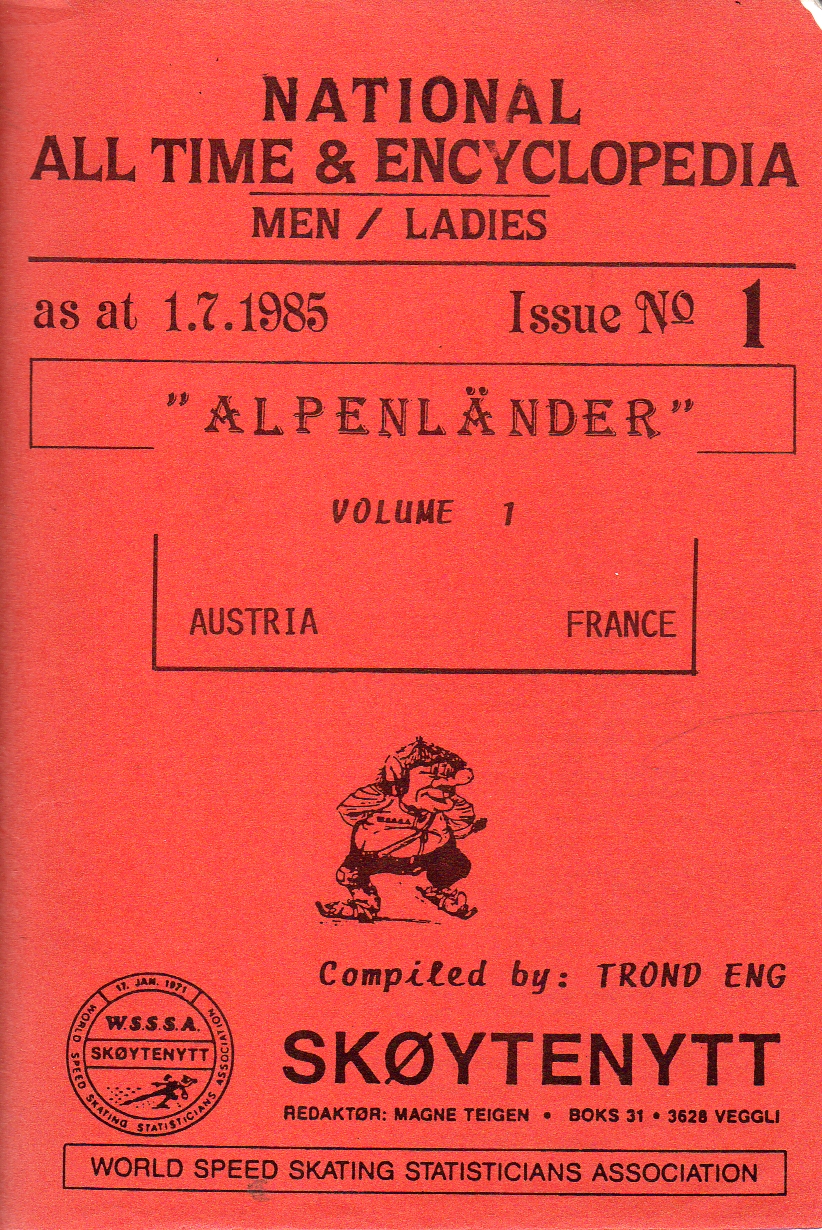 NATIONAL
ALL TIME & ENCYCLOPEDIA
MEN / LADIES
as at 1.7.1985 Issue Nº 1
"ALPENLÄNDER"
VOLUME 1
AUSTRIA FRANCE
W.S.S.A.
Compiled by: TROND ENG
17. JAN. 1971
WORLD SPEED SKATING STATISTICIANS ASSOCIATION
W.S.S.S.A.
SKØYTENYTT
SKØYTENYTT
REDAKTØR: MAGNE TEIGEN • BOKS 31 • 3628 VEGGLI
WORLD SPEED SKATING STATISTICIANS ASSOCIATION